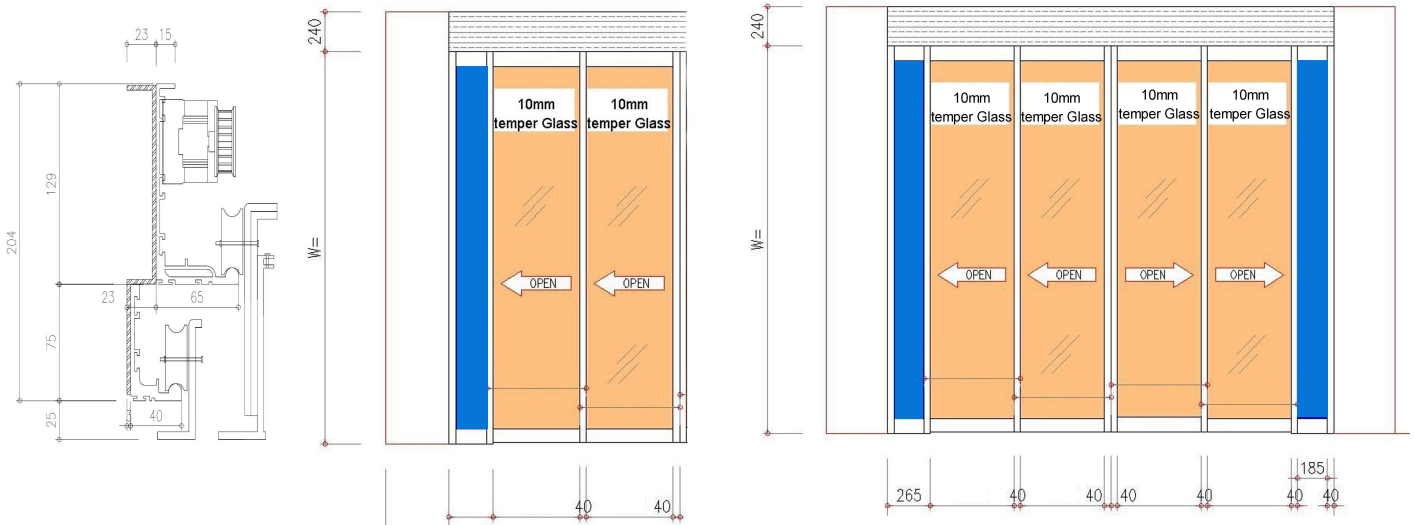 23 15
129
204
23 65
75
3 40
25
240
W=
10mm
temper Glass
10mm
temper Glass
OPEN
OPEN
40 40
240
W=
10mm
temper Glass
10mm
temper Glass
10mm
temper Glass
10mm
temper Glass
OPEN
OPEN
OPEN
OPEN
185
265 40 40 40 40 40 40